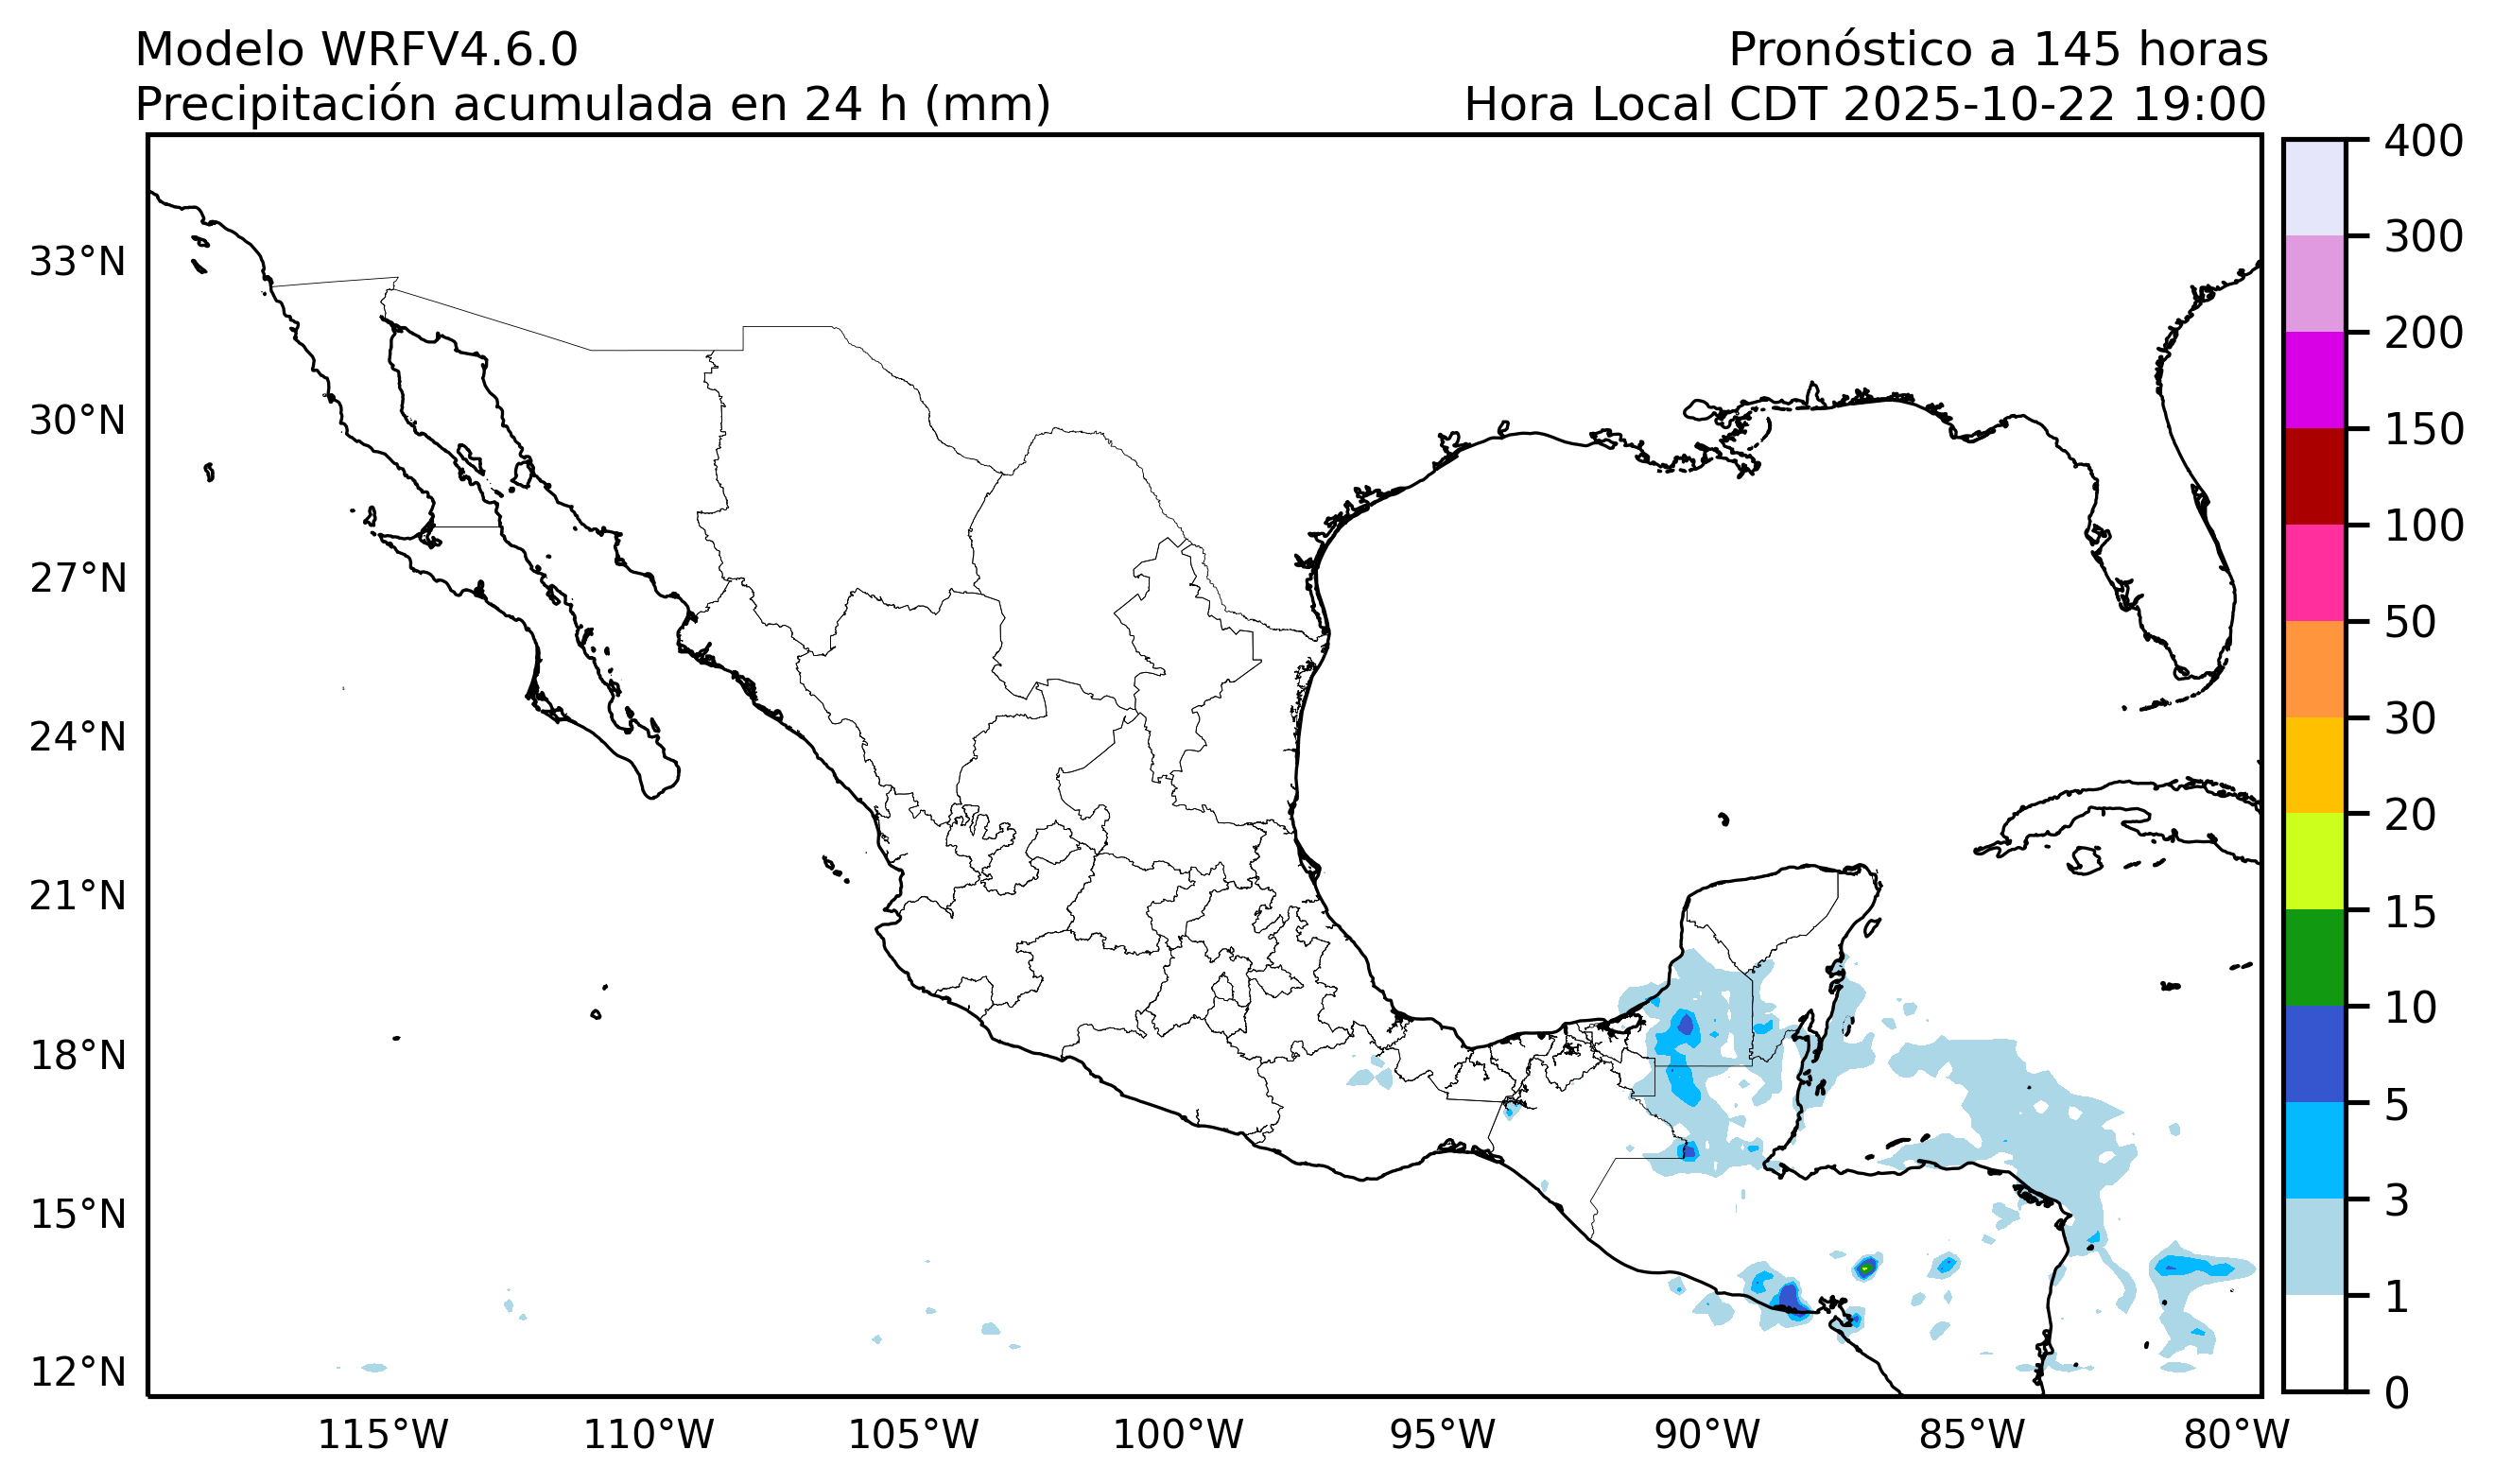 Modelo WRFV4.6.0
Pronóstico a 145 horas
Precipitación acumulada en 24 h (mm)
Hora Local CDT 2025-10-22 19:00
33°N
30°N
27°N
24°N
21°N
18°N
15°N
12°N
115°W
110°W
105°W
100°W
95°W
90°W
85°W
80°W
400
300
200
150
100
50
30
20
15
10
5
3
1
0